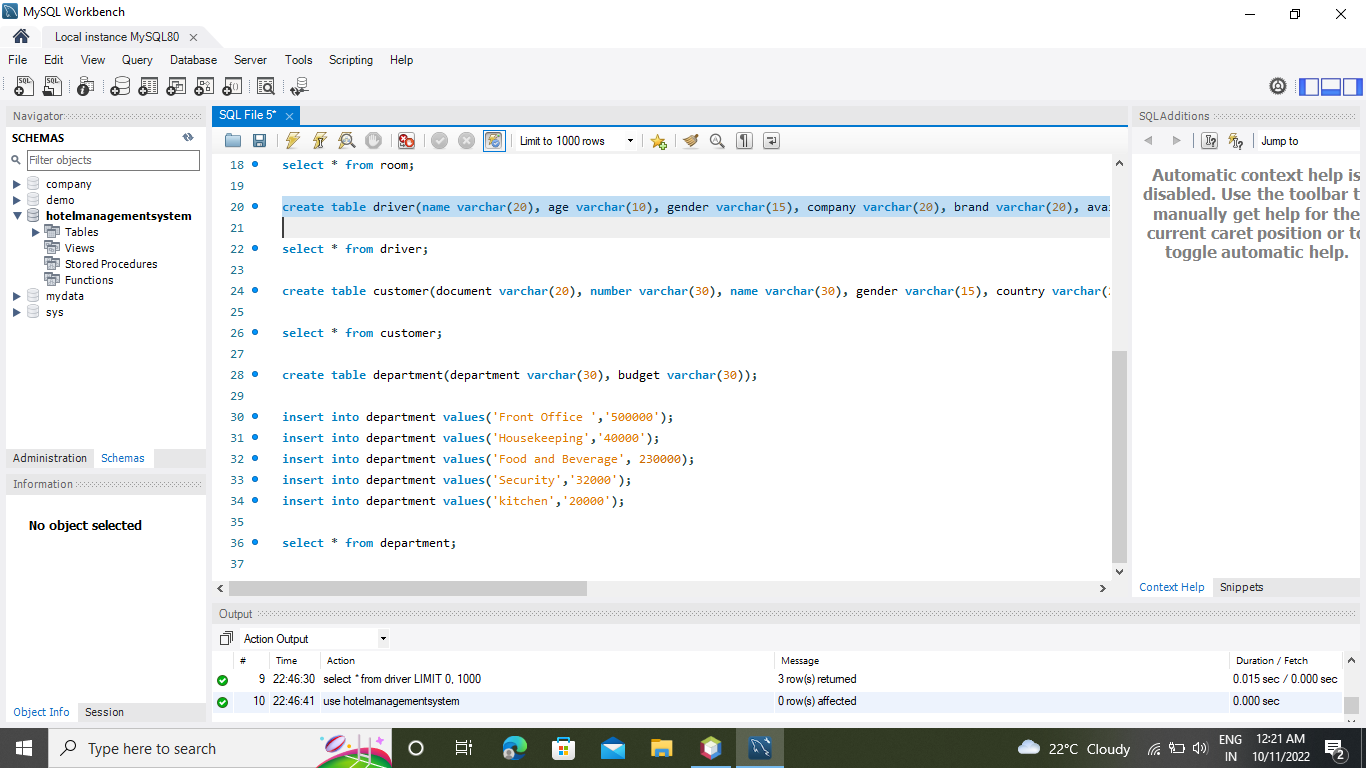 MySQL Workbench
Local instance MySQL80
File Edit View Query Database Server Tools Scripting Help
Navigator
SCHEMAS
Filter objects
company
demo
hotelmanagementsystem
Tables
Views
Stored Procedures
Functions
mydata
sys
Administration Schemas
Information
No object selected
Object Info Session
SQL File 5*
Limit to 1000 rows
18 select * from room;
19
20 create table driver(name varchar(20), age varchar(10), gender varchar(15), company varchar(20), brand varchar(20), ava
21
22 select * from driver;
23
24 create table customer(document varchar(20), number varchar(30), name varchar(30), gender varchar(15), country varchar(
25
26 select * from customer;
27
28 create table department(department varchar(30), budget varchar(30));
29
30 insert into department values('Front Office ','500000');
31 insert into department values('Housekeeping','40000');
32 insert into department values('Food and Beverage', 230000);
33 insert into department values('Security','32000');
34 insert into department values('kitchen','20000');
35
36 select * from department;
37
SQLAdditions
Jump to
Automatic context help is
disabled. Use the toolbar t
manually get help for the
current caret position or to
toggle automatic help.
Context Help Snippets
Output
Action Output
# Time Action Message Duration / Fetch
9 22:46:30 select * from driver LIMIT 0, 1000 3 row(s) returned 0.015 sec / 0.000 sec
10 22:46:41 use hotelmanagementsystem 0 row(s) affected 0.000 sec
Type here to search
22°C Cloudy
ENG
IN
12:21 AM
10/11/2022
2